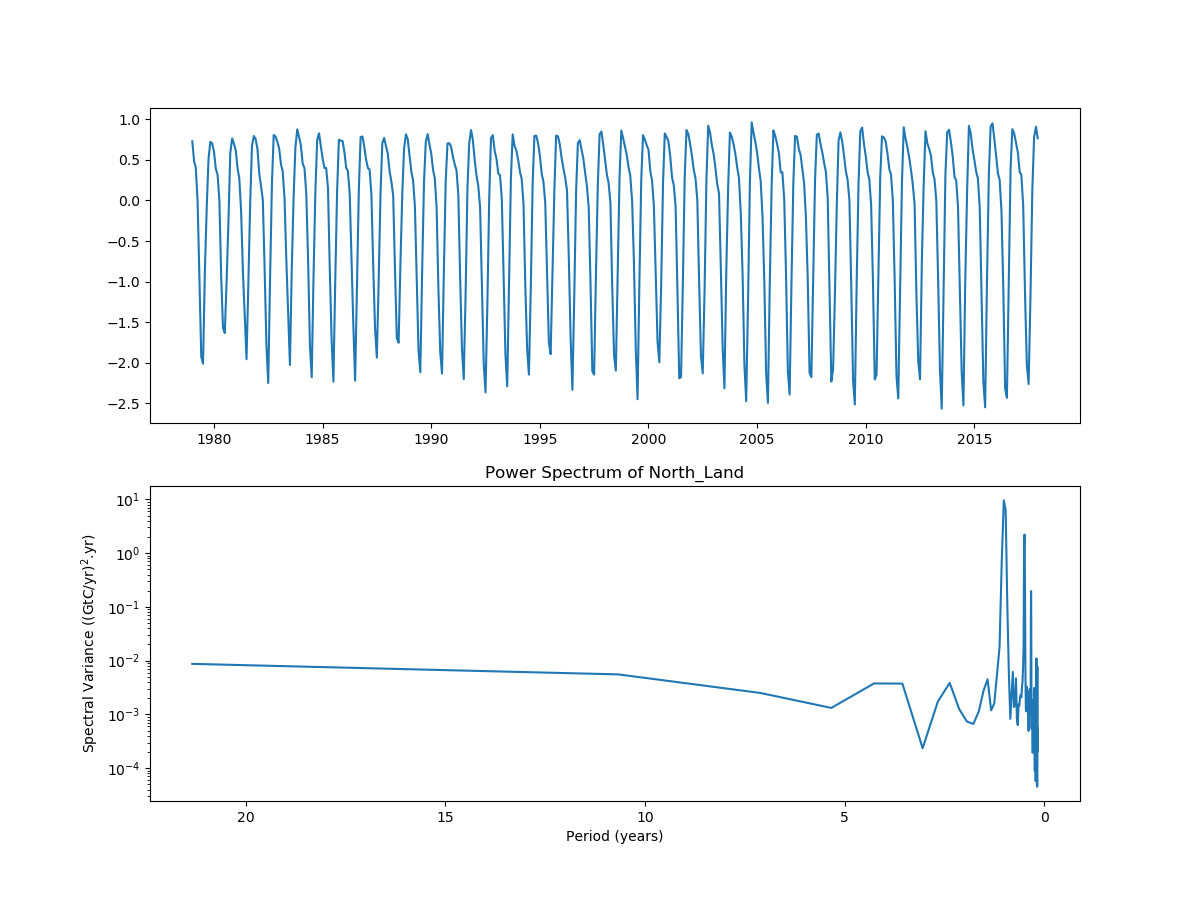 1.0
0.5
0.0
−0.5
−1.0
−1.5
−2.0
−2.5
1980 1985 1990 1995 2000 2005 2010 2015
Power Spectrum of North_Land
Spectral Variance ((GtC/yr)².yr)
10¹
10⁰
10⁻¹
10⁻²
10⁻³
10⁻⁴
20 15 10 5 0
Period (years)